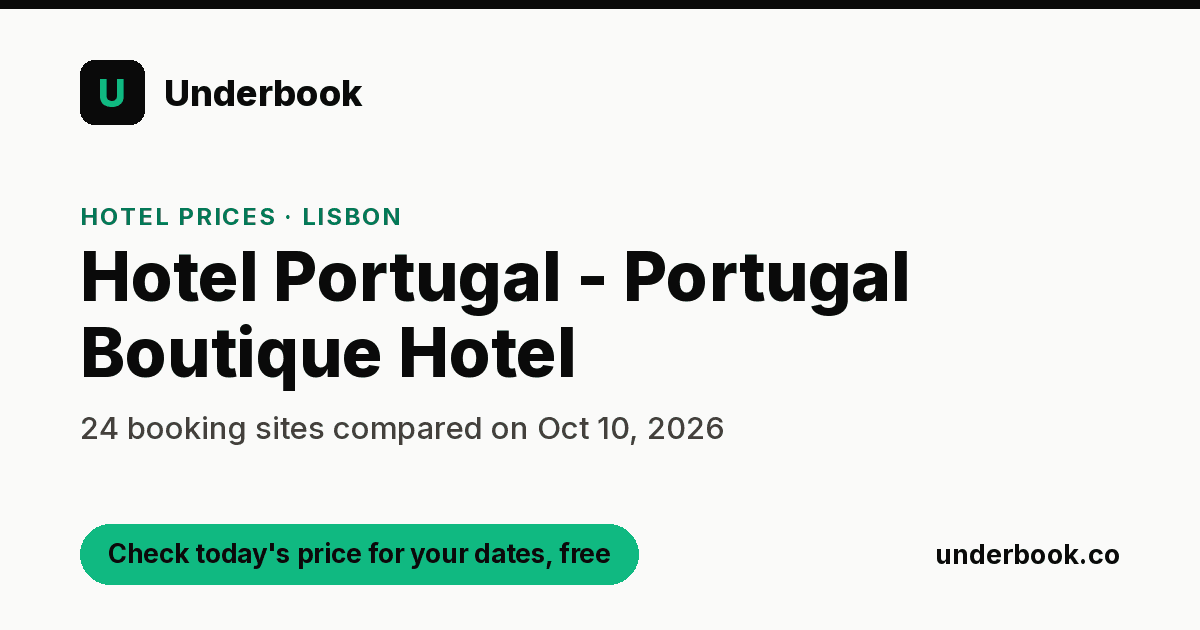 U Underbook
HOTEL PRICES · LISBON
Hotel Portugal - Portugal
Boutique Hotel
24 booking sites compared on Oct 10, 2026
Check today's price for your dates, free
underbook.co